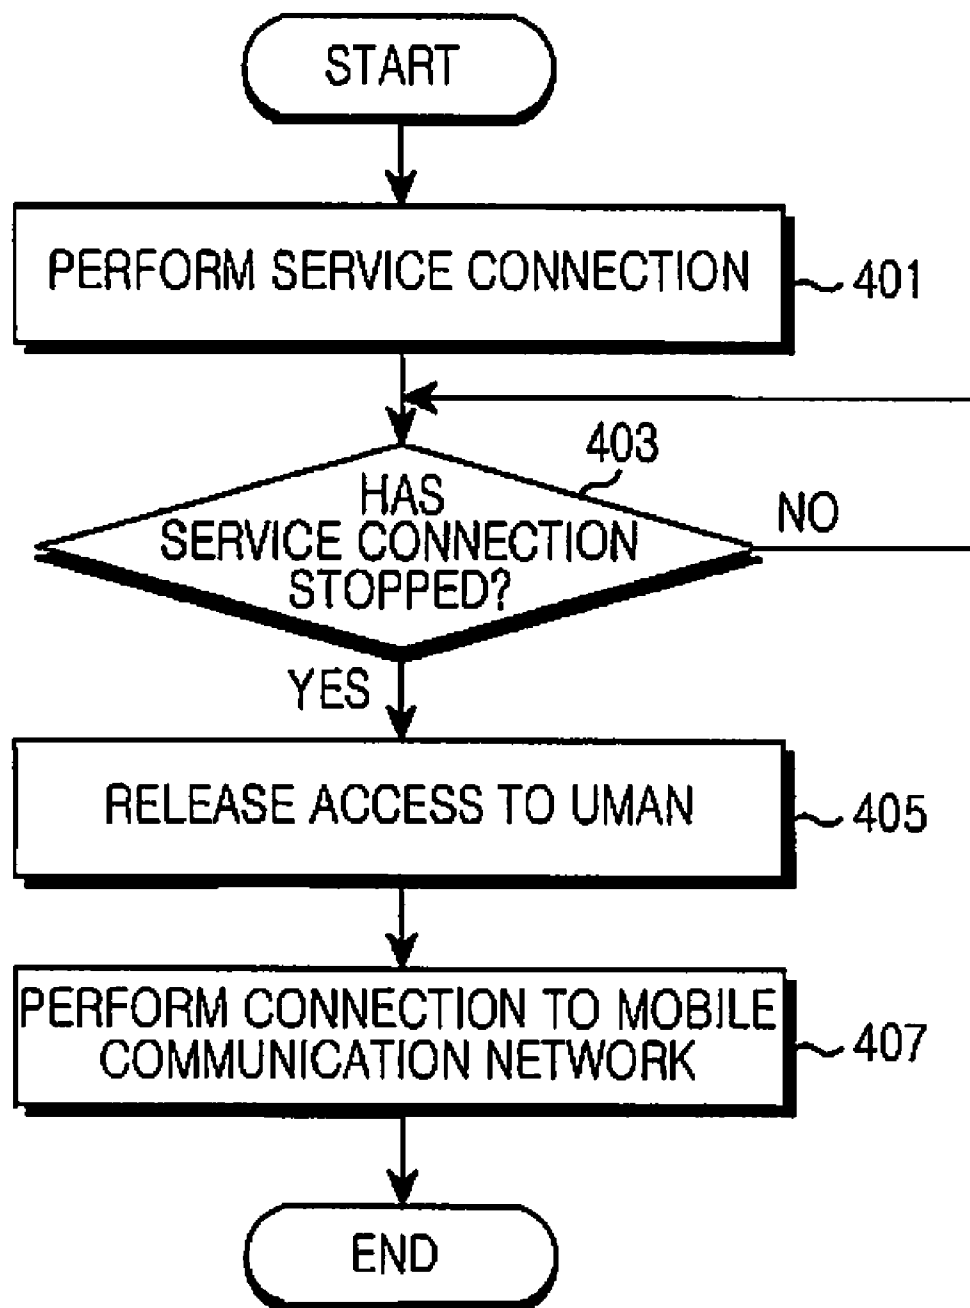 START
PERFORM SERVICE CONNECTION
401
403
HAS
SERVICE CONNECTION
STOPPED?
NO
YES
RELEASE ACCESS TO UMAN
405
PERFORM CONNECTION TO MOBILE
COMMUNICATION NETWORK
407
END